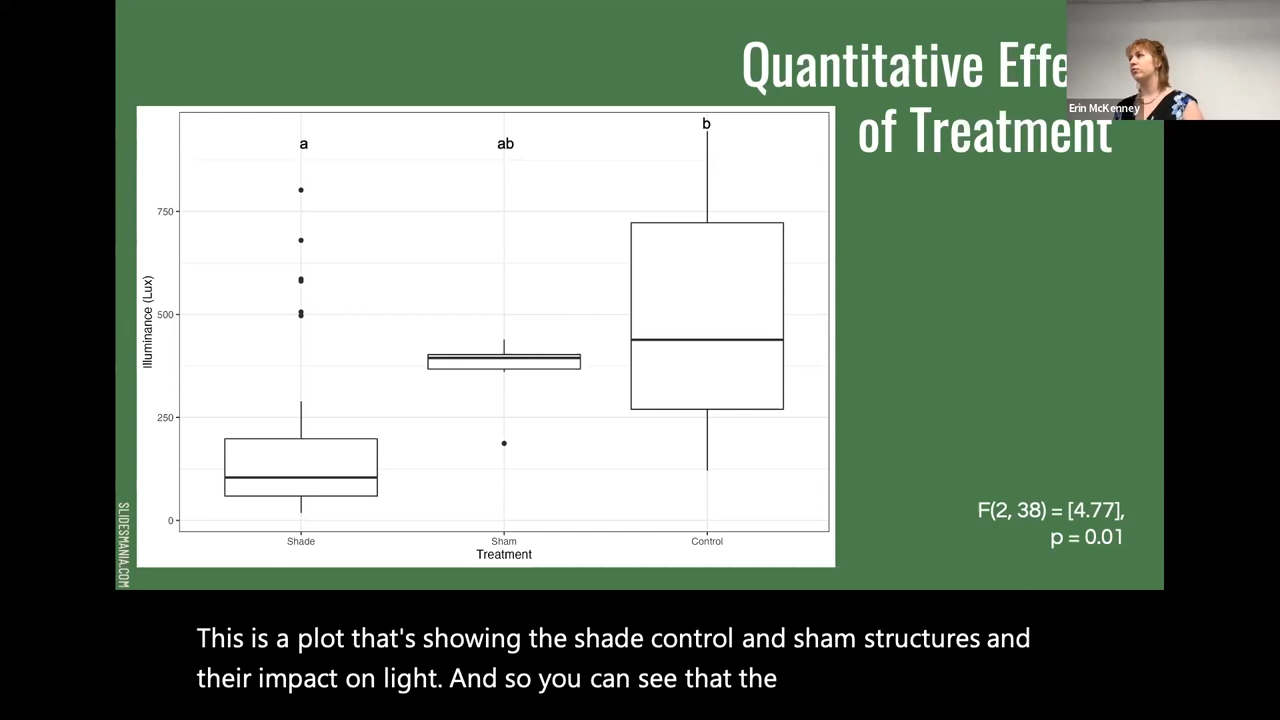 Quantitative Effe
of Treatment
Erin McKenney
a
ab
b
750
500
250
0
Illuminance (Lux)
Shade
Sham
Control
Treatment
F(2, 38) = [4.77],
p = 0.01
SLIDESMANIA.COM
This is a plot that's showing the shade control and sham structures and
their impact on light. And so you can see that the